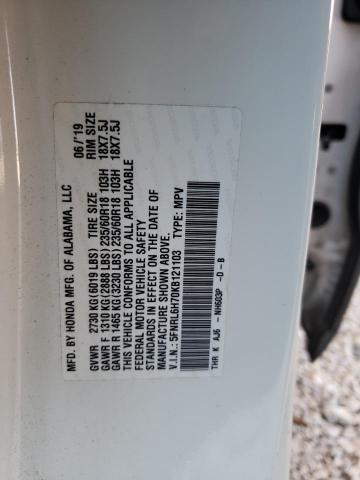 MFD. BY HONDA MFG. OF ALABAMA, LLC 06/'19
TIRE SIZE RIM SIZE
GVWR 2730 KG (6019 LBS)
GAWR F 1310 KG (2889 LBS) 235/60R18 103H 18X7.5J
GAWR R 1465 KG (3230 LBS) 235/60R18 103H 18X7.5J
THIS VEHICLE CONFORMS TO ALL APPLICABLE
FEDERAL MOTOR VEHICLE SAFETY
STANDARDS IN EFFECT ON THE DATE OF
MANUFACTURE SHOWN ABOVE.
V.I.N.: 5FNRL6H70KB121103 TYPE: MPV
THR K AJ6 -NH603P -D -B